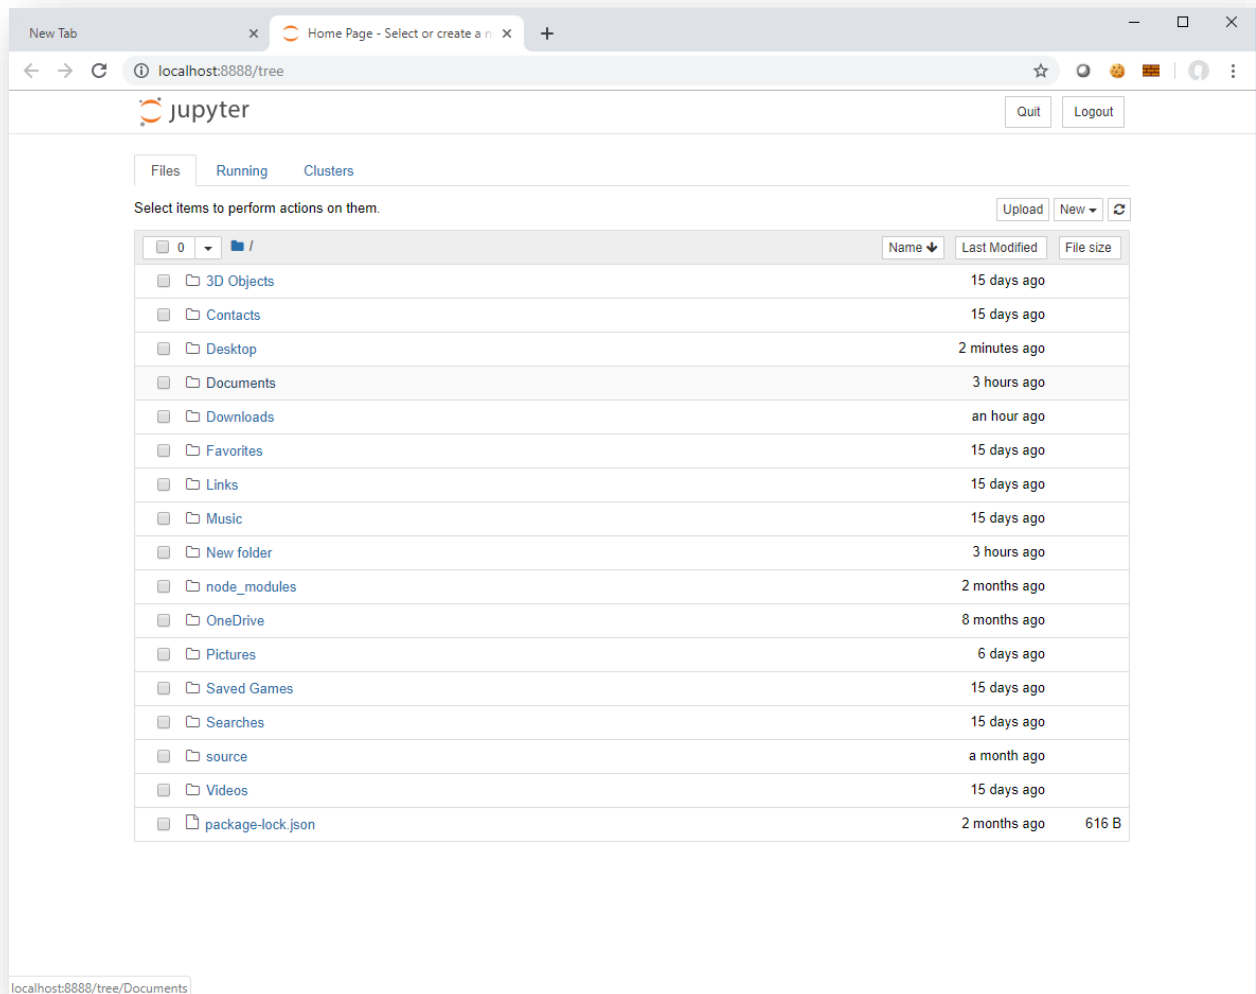 New Tab
Home Page - Select or create a n
localhost:8888/tree
jupyter
Quit Logout
Files Running Clusters
Select items to perform actions on them.
Upload New
0 / Name Last Modified File size
3D Objects 15 days ago
Contacts 15 days ago
Desktop 2 minutes ago
Documents 3 hours ago
Downloads an hour ago
Favorites 15 days ago
Links 15 days ago
Music 15 days ago
New folder 3 hours ago
node_modules 2 months ago
OneDrive 8 months ago
Pictures 6 days ago
Saved Games 15 days ago
Searches 15 days ago
source a month ago
Videos 15 days ago
package-lock.json 2 months ago 616 B
localhost:8888/tree/Documents